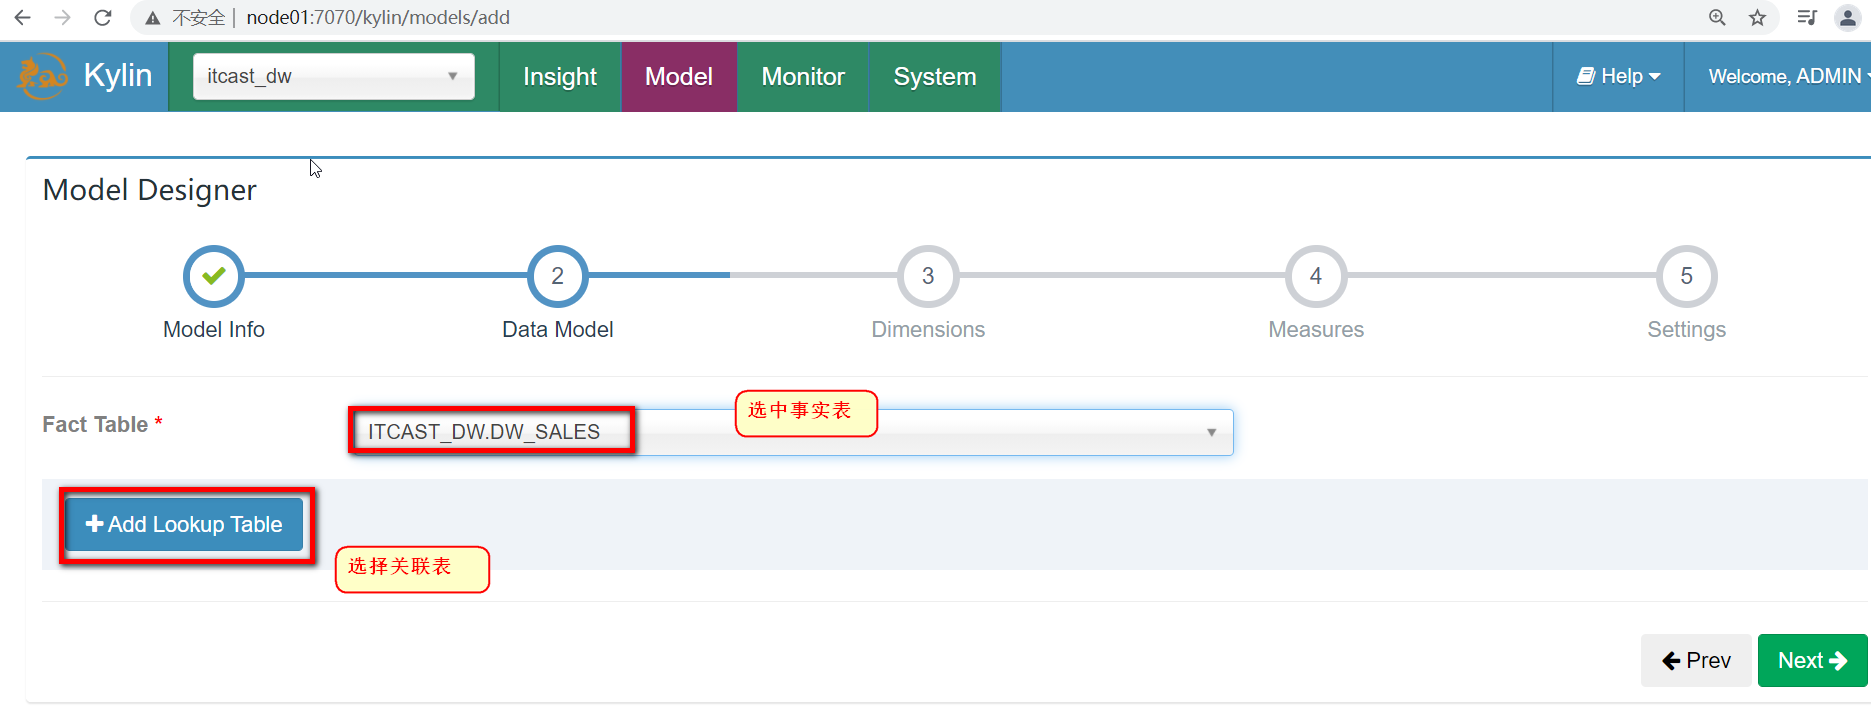 不安全 | node01:7070/kylin/models/add
Kylin
itcast_dw
Insight
Model
Monitor
System
Help
Welcome, ADMIN
Model Designer
2
3
4
5
Model Info
Data Model
Dimensions
Measures
Settings
选中事实表
Fact Table *
ITCAST_DW.DW_SALES
Add Lookup Table
选择关联表
Prev
Next